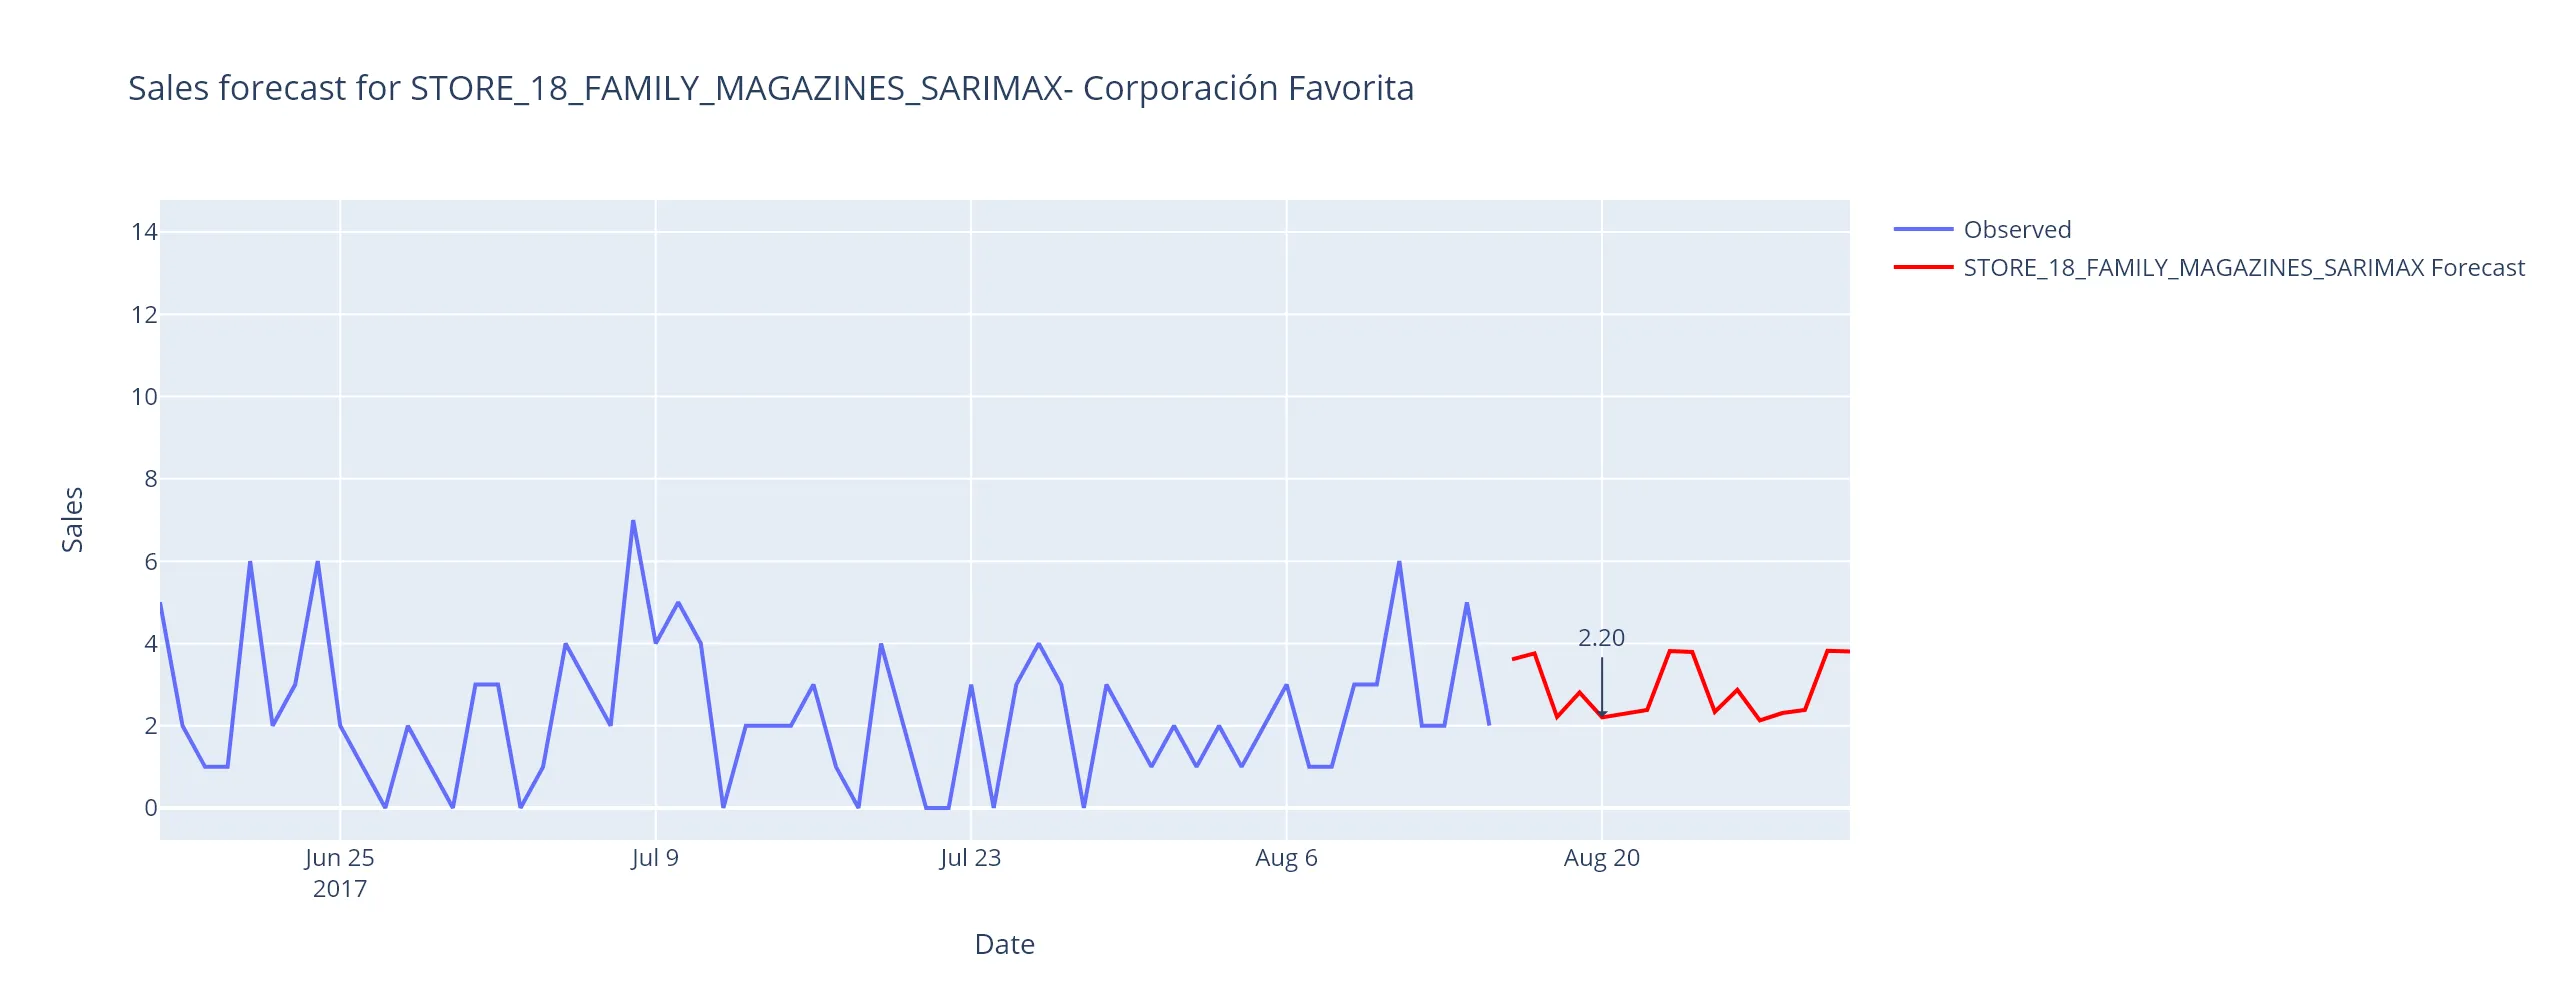 Sales forecast for STORE_18_FAMILY_MAGAZINES_SARIMAX- Corporación Favorita
Observed
STORE_18_FAMILY_MAGAZINES_SARIMAX Forecast
Sales
14
12
10
8
6
4
2
0
2.20
Jun 25
2017
Jul 9
Jul 23
Aug 6
Aug 20
Date